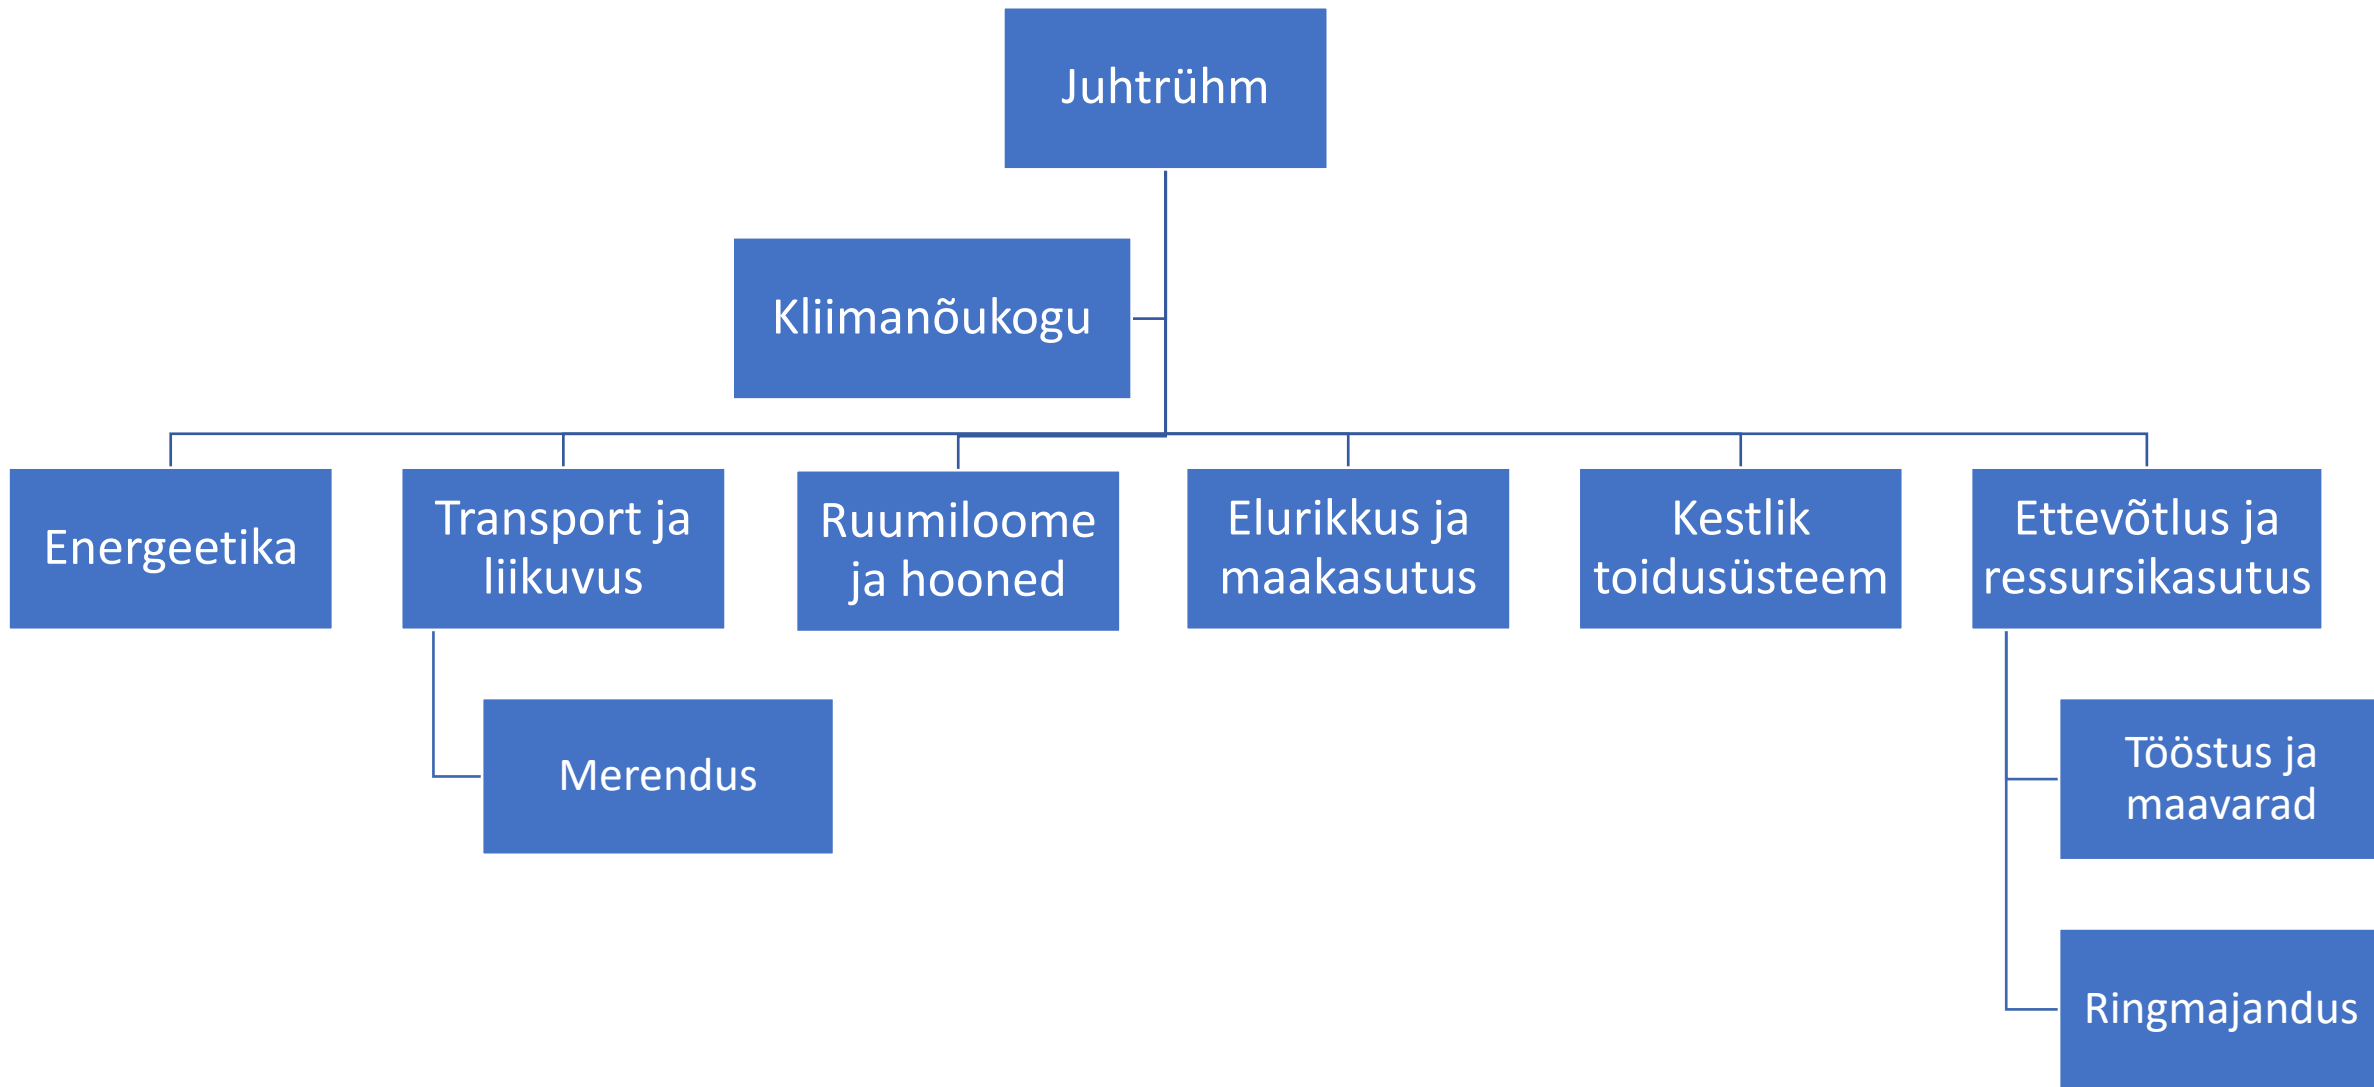 Juhtrühm
Kliimanõukogu
Energeetika
Transport ja
liikuvus
Ruumiloome
ja hooned
Elurikkus ja
maakasutus
Kestlik
toidusüsteem
Ettevõtlus ja
ressursikasutus
Merendus
Tööstus ja
maavarad
Ringmajandus